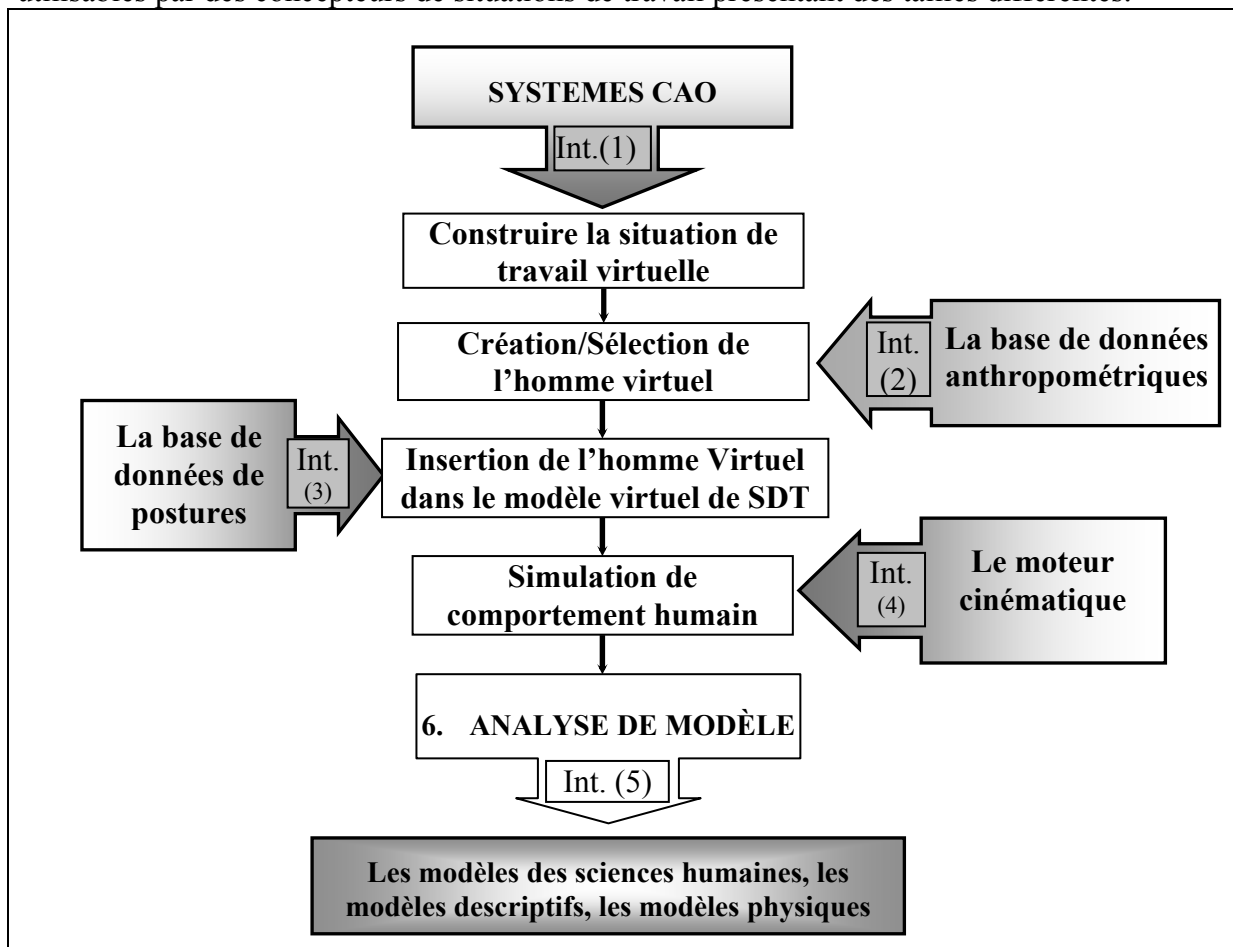 utilisables par des concepteurs de situations de travail présentant des tailles différentes.
SYSTEMES CAO
Int.(1)
Construire la situation de
travail virtuelle
Création/Sélection de
l’homme virtuel
Int.
(2)
La base de données
anthropométriques
La base de
données de
postures
Int.
(3)
Insertion de l’homme Virtuel
dans le modèle virtuel de SDT
Simulation de
comportement humain
Int.
(4)
Le moteur
cinématique
6. ANALYSE DE MODÈLE
Int. (5)
Les modèles des sciences humaines, les
modèles descriptifs, les modèles physiques